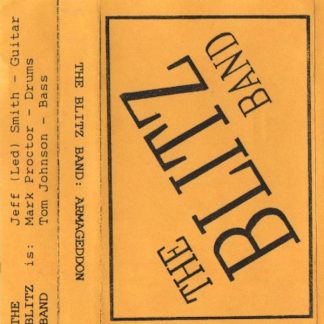 THE
BLITZ
BAND
THE BLITZ BAND: ARMAGEDDON
THE
BLITZ is:
BAND
Jeff (Led) Smith - Guitar
Mark Proctor - Drums
Tom Johnson - Bass